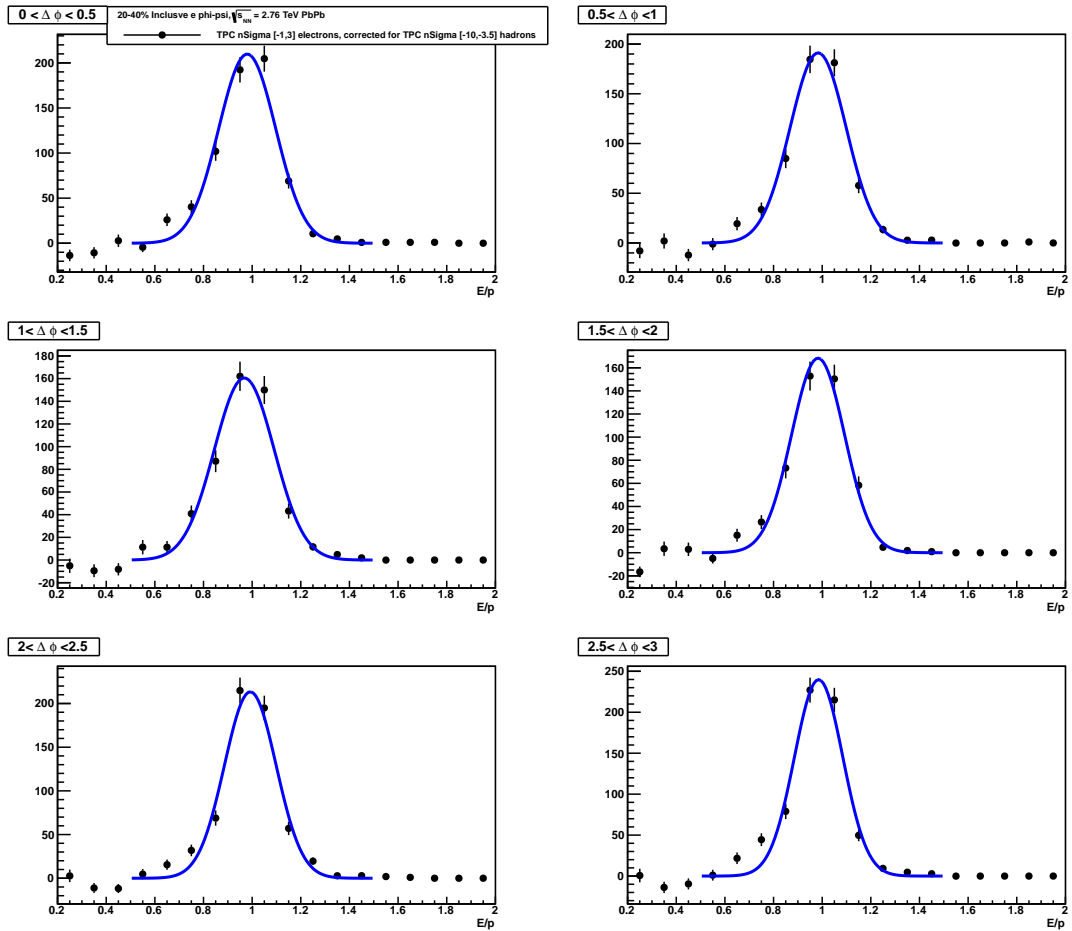 0 < Δ ϕ < 0.5
20-40% Inclusve e phi-psi, √s_NN = 2.76 TeV PbPb
TPC nSigma [-1,3] electrons, corrected for TPC nSigma [-10,-3.5] hadrons
200
150
100
50
0
0.2 0.4 0.6 0.8 1 1.2 1.4 1.6 1.8 2
E/p
0.5< Δ ϕ <1
200
150
100
50
0
0.2 0.4 0.6 0.8 1 1.2 1.4 1.6 1.8 2
E/p
1< Δ ϕ <1.5
180
160
140
120
100
80
60
40
20
0
-20
0.2 0.4 0.6 0.8 1 1.2 1.4 1.6 1.8 2
E/p
1.5< Δ ϕ <2
160
140
120
100
80
60
40
20
0
-20
0.2 0.4 0.6 0.8 1 1.2 1.4 1.6 1.8 2
E/p
2< Δ ϕ <2.5
200
150
100
50
0
0.2 0.4 0.6 0.8 1 1.2 1.4 1.6 1.8 2
E/p
2.5< Δ ϕ <3
250
200
150
100
50
0
0.2 0.4 0.6 0.8 1 1.2 1.4 1.6 1.8 2
E/p